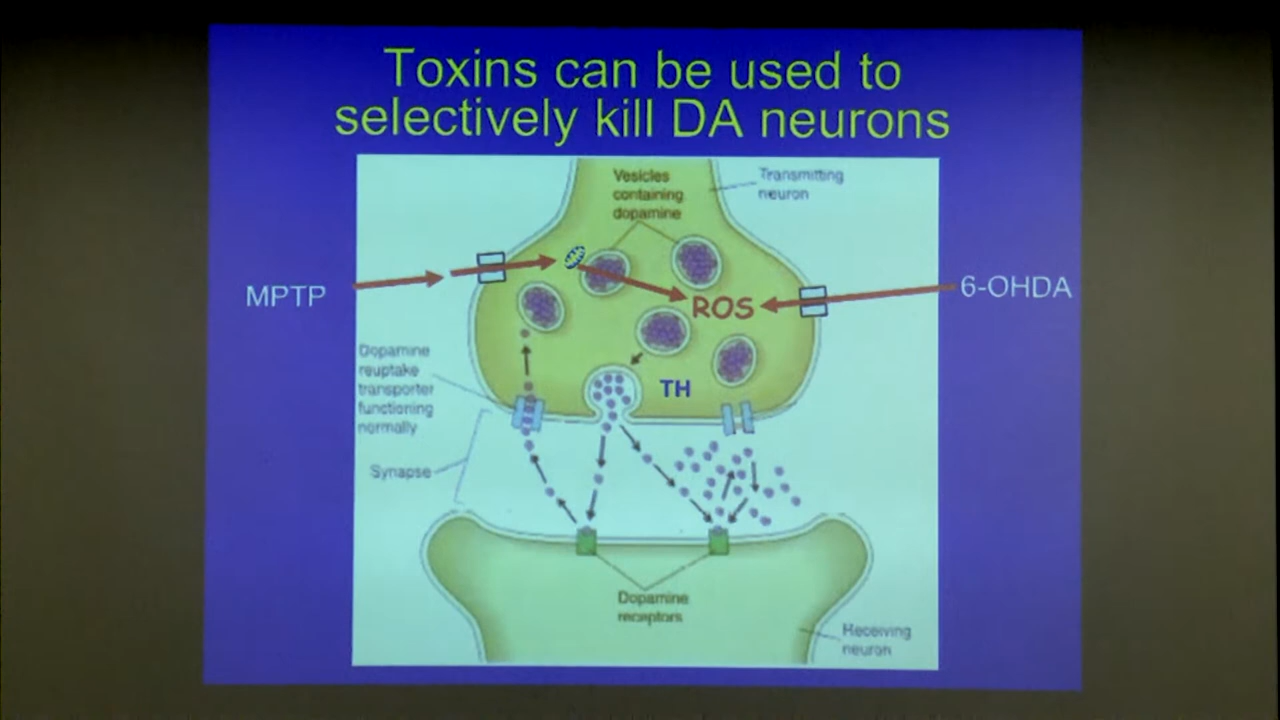 Toxins can be used to
selectively kill DA neurons
Vesicles
containing
dopamine
Transmitting
neuron
MPTP
ROS
6-OHDA
Dopamine
reuptake
transporter
functioning
normally
TH
Synapse
Dopamine
receptors
Receiving
neuron